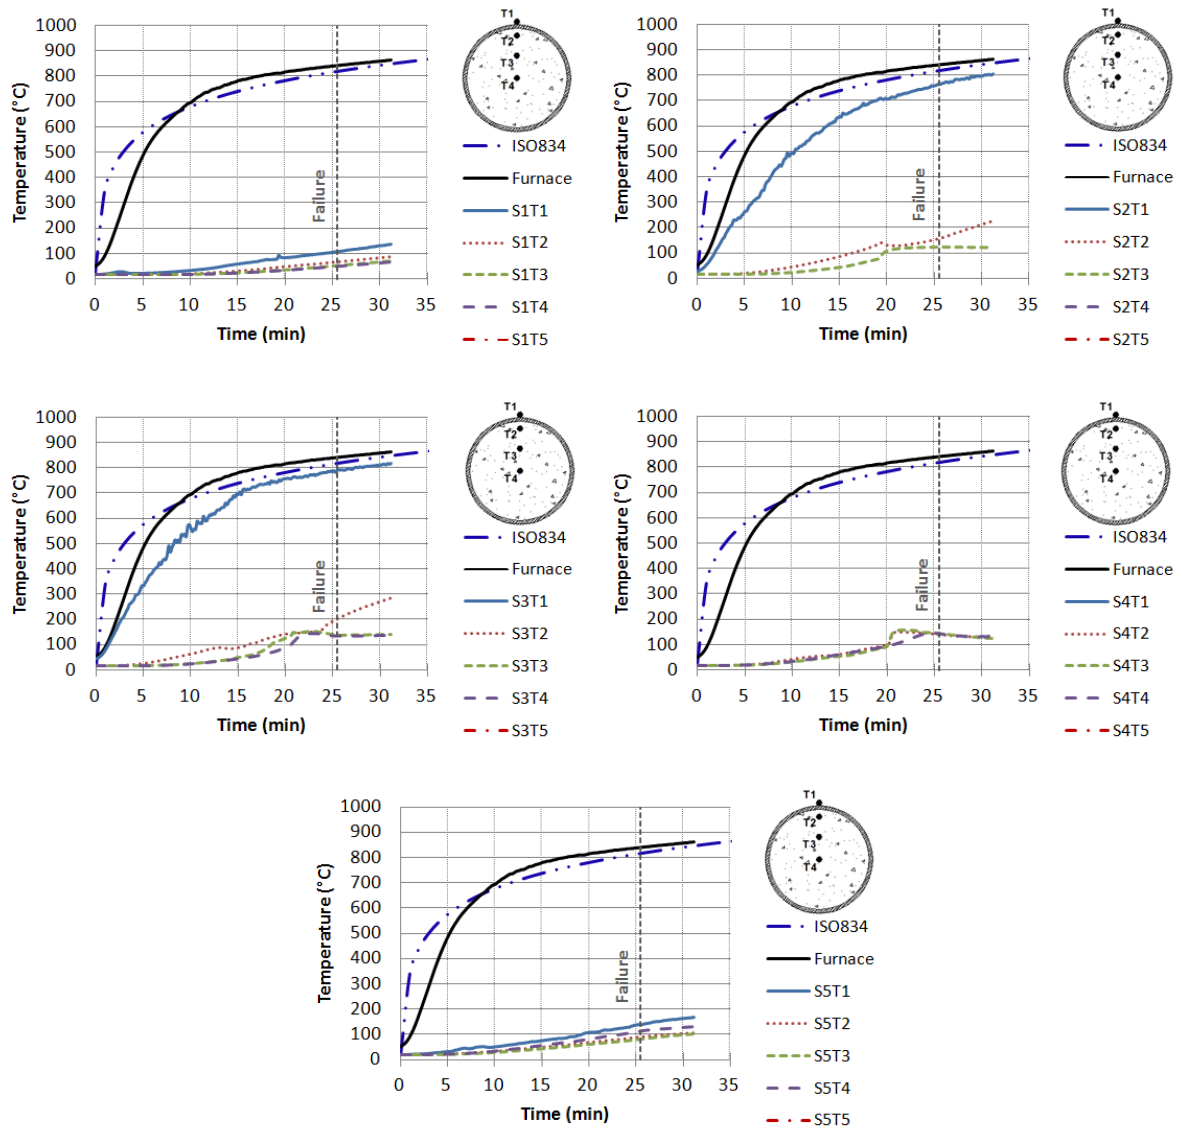 1000
900
800
700
600
500
400
300
200
100
0
Temperature (°C)
0 5 10 15 20 25 30 35
Time (min)
Failure
T1
T2
T3
T4
ISO834
Furnace
S1T1
S1T2
S1T3
S1T4
S1T5
1000
900
800
700
600
500
400
300
200
100
0
Temperature (°C)
0 5 10 15 20 25 30 35
Time (min)
Failure
T1
T2
T3
T4
ISO834
Furnace
S2T1
S2T2
S2T3
S2T4
S2T5
1000
900
800
700
600
500
400
300
200
100
0
Temperature (°C)
0 5 10 15 20 25 30 35
Time (min)
Failure
T1
T2
T3
T4
ISO834
Furnace
S3T1
S3T2
S3T3
S3T4
S3T5
1000
900
800
700
600
500
400
300
200
100
0
Temperature (°C)
0 5 10 15 20 25 30 35
Time (min)
Failure
T1
T2
T3
T4
ISO834
Furnace
S4T1
S4T2
S4T3
S4T4
S4T5
1000
900
800
700
600
500
400
300
200
100
0
Temperature (°C)
0 5 10 15 20 25 30 35
Time (min)
Failure
T1
T2
T3
T4
ISO834
Furnace
S5T1
S5T2
S5T3
S5T4
S5T5